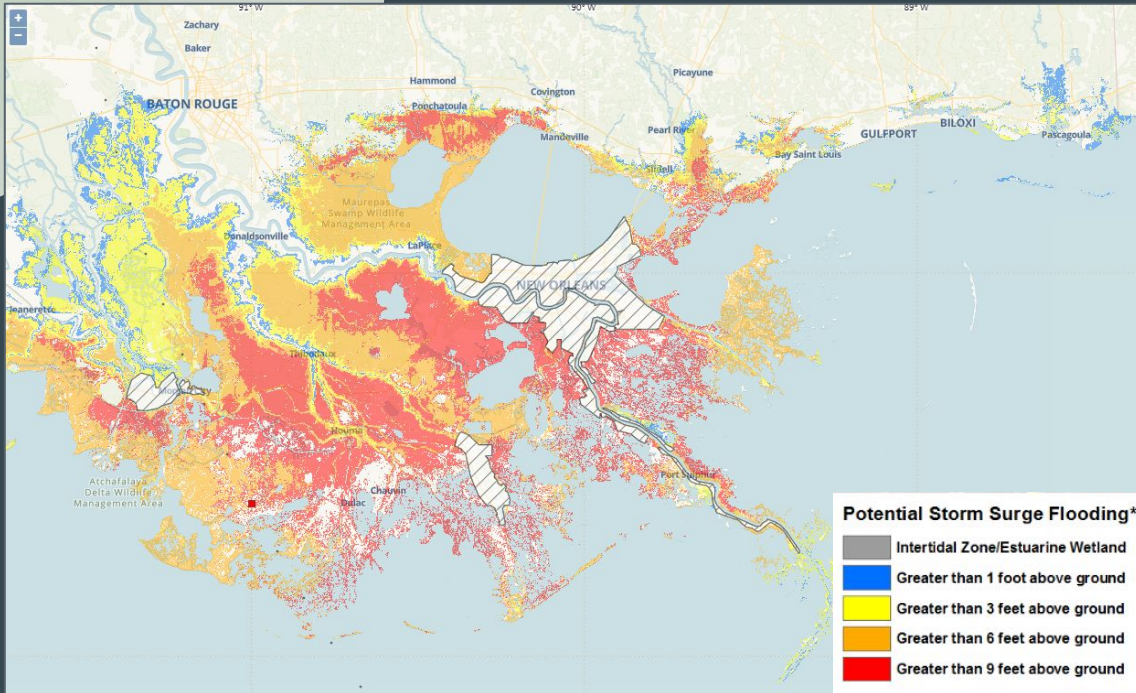 91° W
90° W
89° W
+
−
Zachary
Baker
Hammond
Picayune
Covington
BATON ROUGE
Ponchatoula
Mandeville
Pearl River
GULFPORT
BILOXI
Pascagoula
Bay Saint Louis
Slidell
Maurepas
Swamp Wildlife
Management Area
Donaldsonville
LaPlace
NEW ORLEANS
Jeanerette
Thibodaux
Houma
Port Sulphur
Atchafalaya
Delta Wildlife
Management Area
Chauvin
Dulac
Potential Storm Surge Flooding*
Intertidal Zone/Estuarine Wetland
Greater than 1 foot above ground
Greater than 3 feet above ground
Greater than 6 feet above ground
Greater than 9 feet above ground